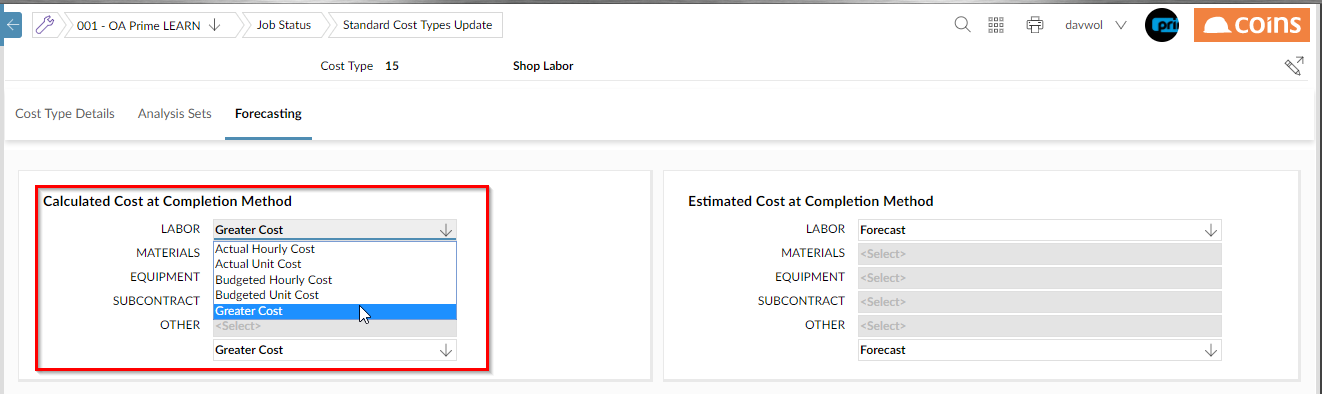 001 - OA Prime LEARN Job Status Standard Cost Types Update davwol pri coins
Cost Type 15 Shop Labor
Cost Type Details Analysis Sets Forecasting
Calculated Cost at Completion Method Estimated Cost at Completion Method
LABOR Greater Cost LABOR Forecast
Actual Hourly Cost
MATERIALS MATERIALS <Select>
Actual Unit Cost
EQUIPMENT Budgeted Hourly Cost EQUIPMENT <Select>
Budgeted Unit Cost
SUBCONTRACT SUBCONTRACT <Select>
Greater Cost
OTHER <Select> OTHER <Select>
Greater Cost Forecast